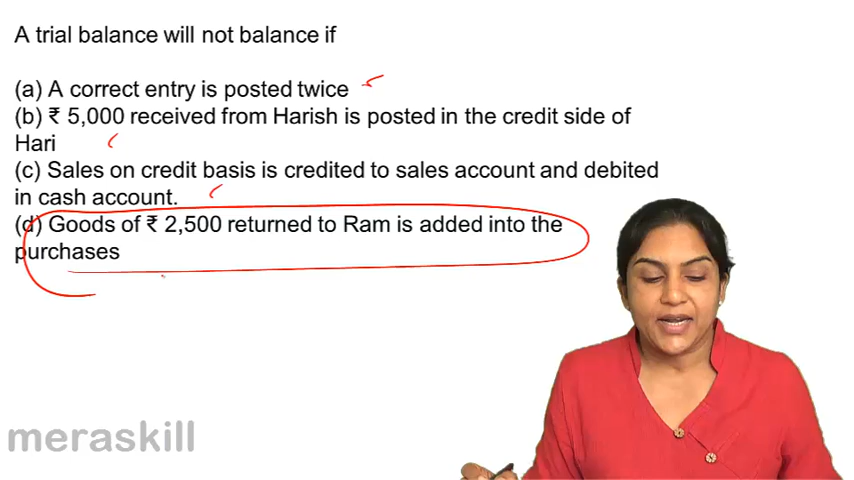 A trial balance will not balance if
(a) A correct entry is posted twice
(b) ₹ 5,000 received from Harish is posted in the credit side of
Hari
(c) Sales on credit basis is credited to sales account and debited
in cash account.
(d) Goods of ₹ 2,500 returned to Ram is added into the
purchases
meraskill